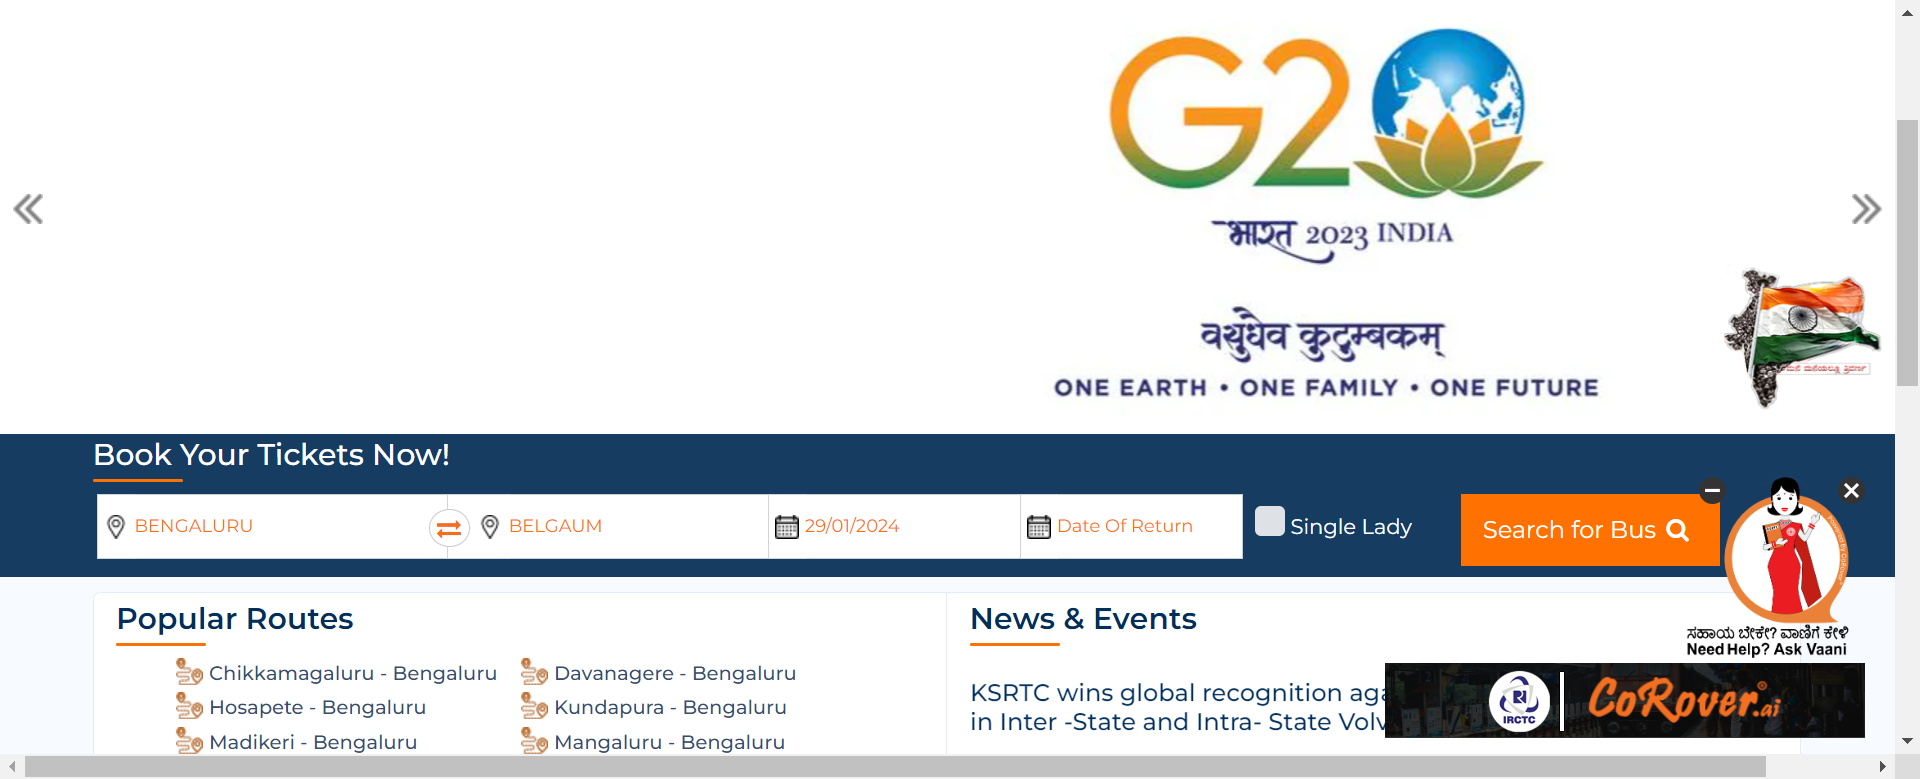 G20
भारत 2023 INDIA
वसुधैव कुटुम्बकम्
ONE EARTH • ONE FAMILY • ONE FUTURE
Book Your Tickets Now!
BENGALURU
BELGAUM
29/01/2024
Date Of Return
Single Lady
Search for Bus
Popular Routes
Chikkamagaluru - Bengaluru
Davanagere - Bengaluru
Hosapete - Bengaluru
Kundapura - Bengaluru
Madikeri - Bengaluru
Mangaluru - Bengaluru
News & Events
KSRTC wins global recognition aga
in Inter -State and Intra- State Volv
ಸಹಾಯ ಬೇಕೇ? ವಾಣಿಗೆ ಕೇಳಿ
Need Help? Ask Vaani
IRCTC
CoRover.ai